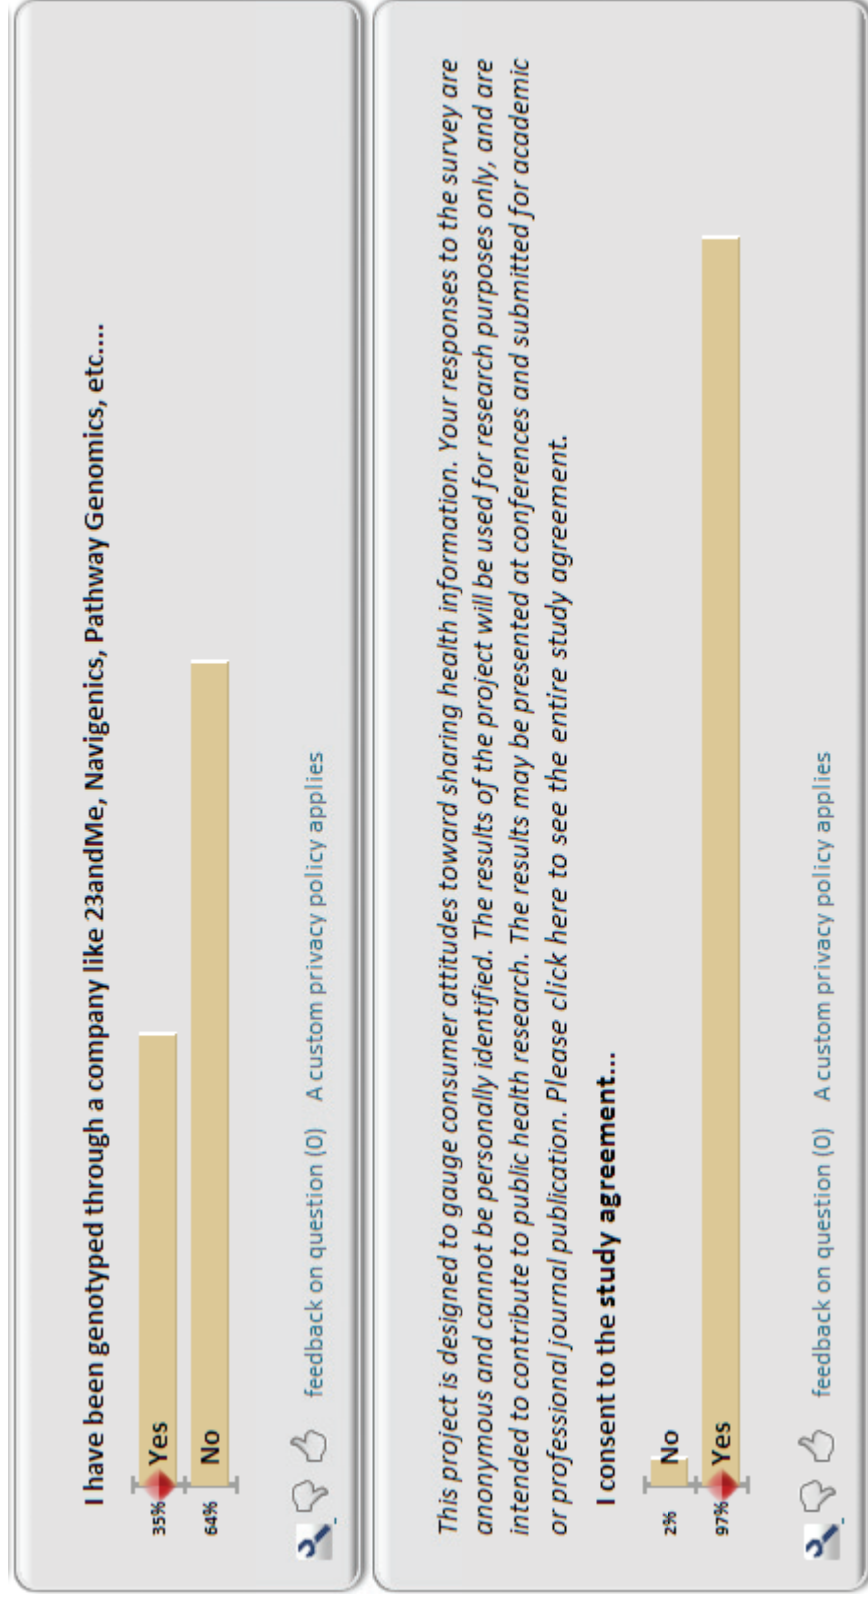 I have been genotyped through a company like 23andMe, Navigenics, Pathway Genomics, etc....
35% Yes
64% No
feedback on question (0) A custom privacy policy applies
This project is designed to gauge consumer attitudes toward sharing health information. Your responses to the survey are
anonymous and cannot be personally identified. The results of the project will be used for research purposes only, and are
intended to contribute to public health research. The results may be presented at conferences and submitted for academic
or professional journal publication. Please click here to see the entire study agreement.
I consent to the study agreement...
2% No
97% Yes
feedback on question (0) A custom privacy policy applies